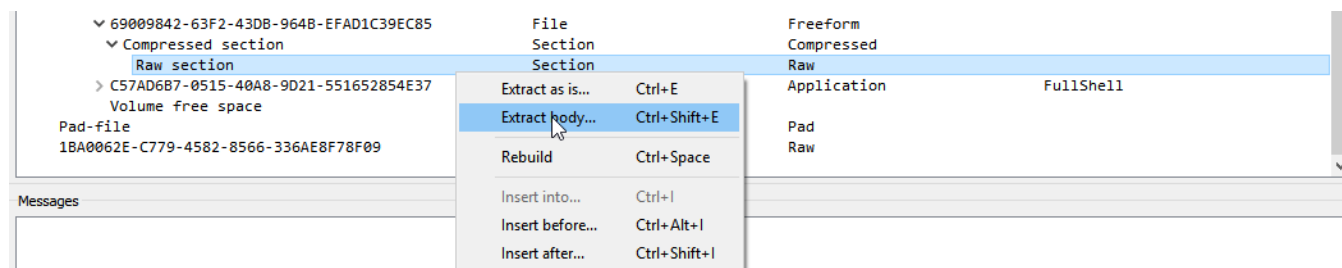 69009842-63F2-43DB-964B-EFAD1C39EC85 File Freeform
Compressed section Section Compressed
Raw section Section Raw
C57AD6B7-0515-40A8-9D21-551652854E37 Application FullShell
Volume free space
Pad-file Pad
1BA0062E-C779-4582-8566-336AE8F78F09 Raw
Extract as is... Ctrl+E
Extract body... Ctrl+Shift+E
Rebuild Ctrl+Space
Insert into... Ctrl+I
Insert before... Ctrl+Alt+I
Insert after... Ctrl+Shift+I
Messages